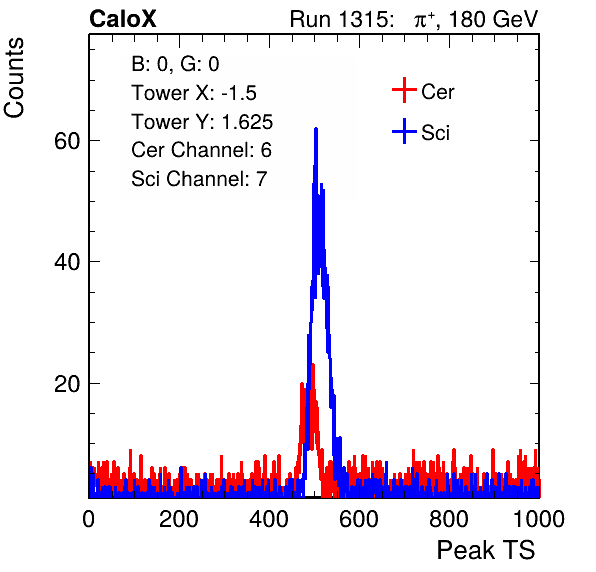 CaloX Run 1315: π⁺, 180 GeV
B: 0, G: 0
Tower X: -1.5
Tower Y: 1.625
Cer Channel: 6
Sci Channel: 7
Cer
Sci
Counts
60
40
20
0 200 400 600 800 1000
Peak TS